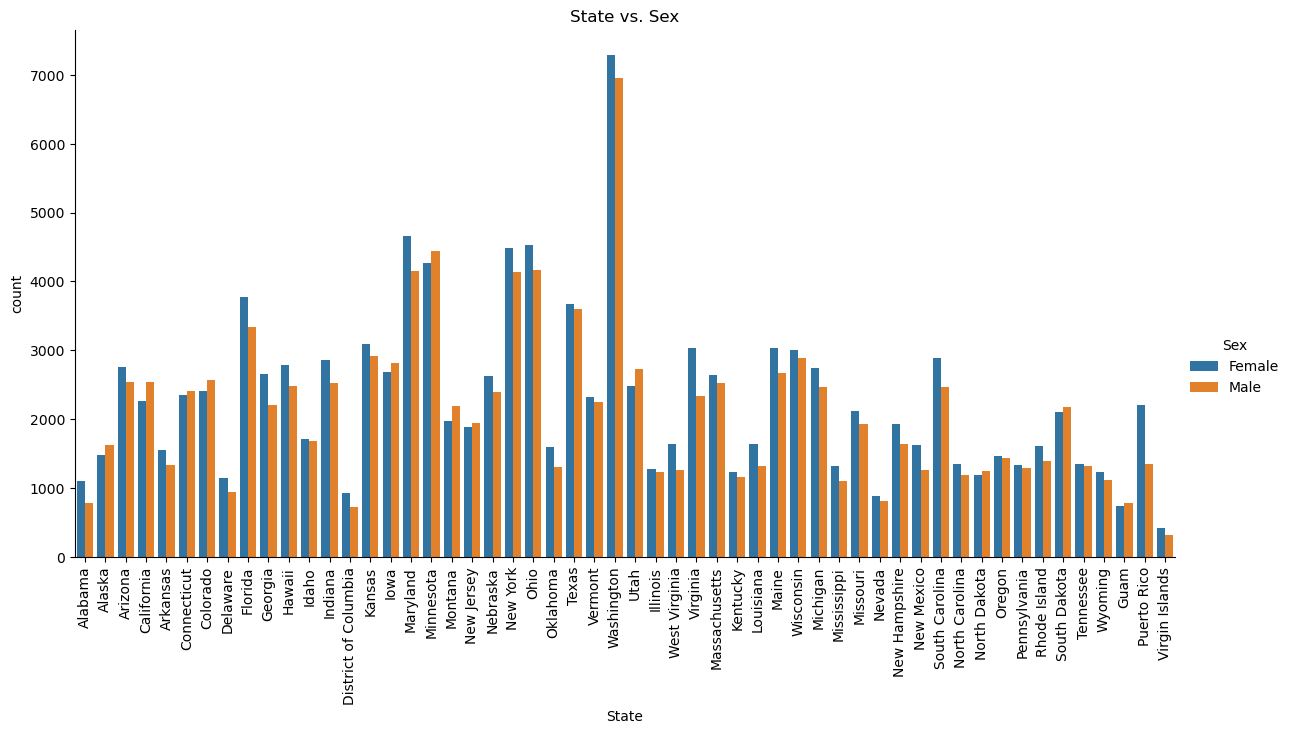 State vs. Sex
7000
6000
5000
4000
3000
2000
1000
0
count
Alabama
Alaska
Arizona
California
Arkansas
Connecticut
Colorado
Delaware
Florida
Georgia
Hawaii
Idaho
Indiana
District of Columbia
Kansas
Iowa
Maryland
Minnesota
Montana
New Jersey
Nebraska
New York
Ohio
Oklahoma
Texas
Vermont
Washington
Utah
Illinois
West Virginia
Virginia
Massachusetts
Kentucky
Louisiana
Maine
Wisconsin
Michigan
Mississippi
Missouri
Nevada
New Hampshire
New Mexico
South Carolina
North Carolina
North Dakota
Oregon
Pennsylvania
Rhode Island
South Dakota
Tennessee
Wyoming
Guam
Puerto Rico
Virgin Islands
State
Sex
Female
Male